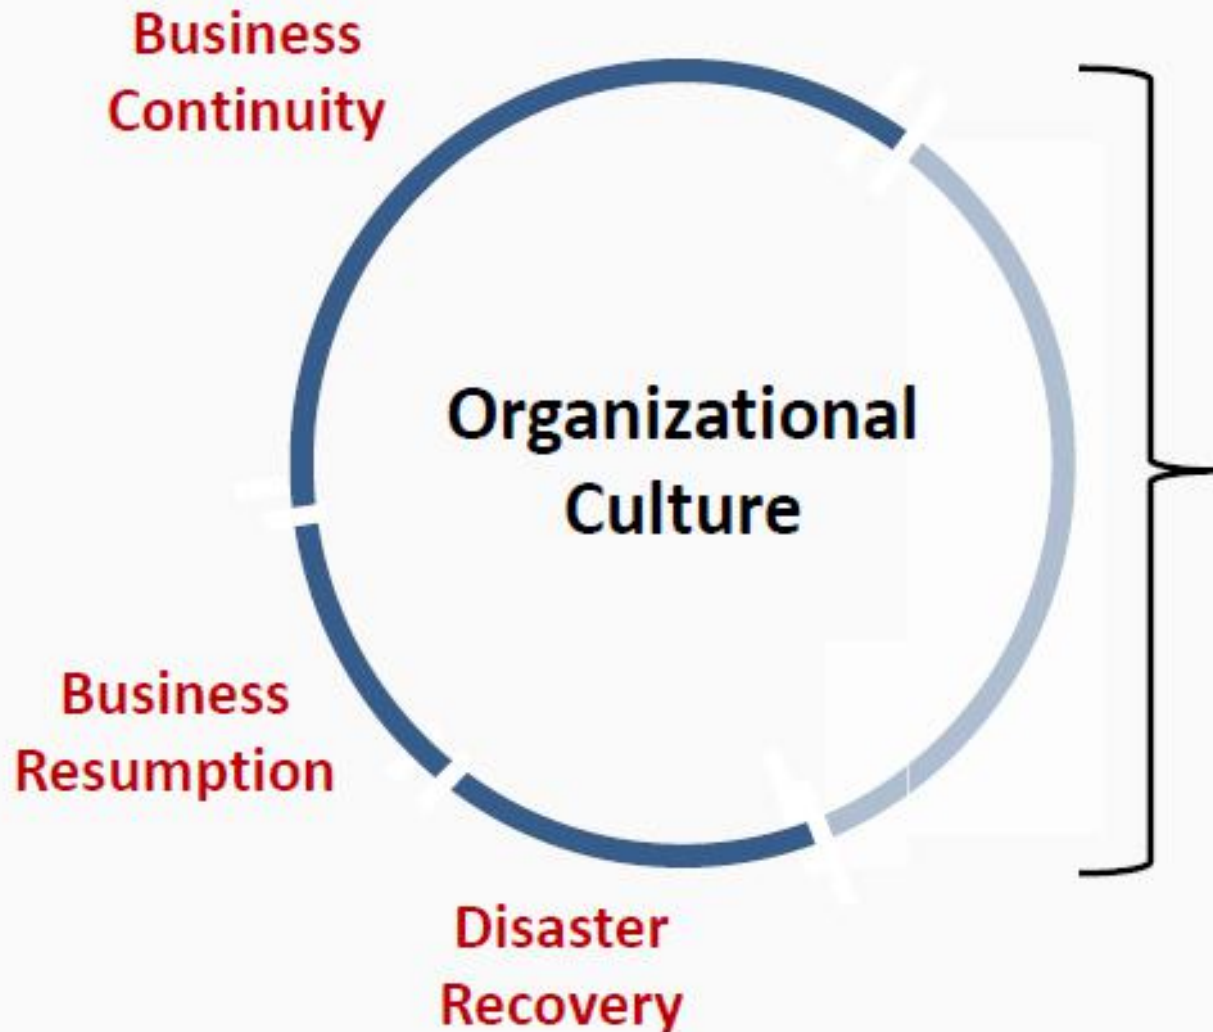 Business
Continuity
Organizational
Culture
Business
Resumption
Disaster
Recovery